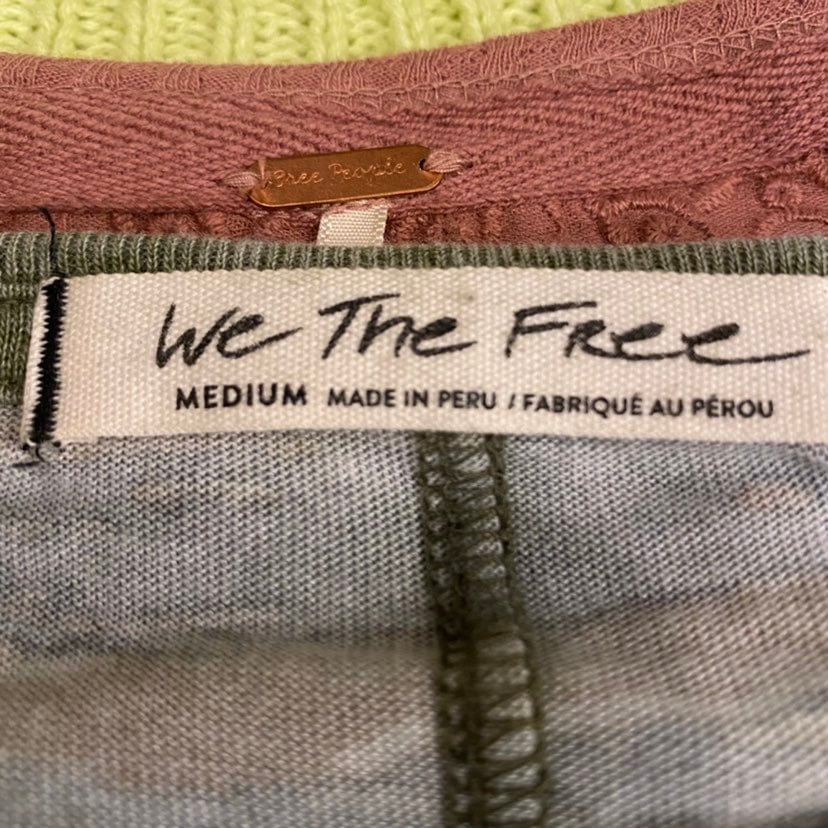 Free People
We The Free
MEDIUM MADE IN PERU / FABRIQUÉ AU PÉROU